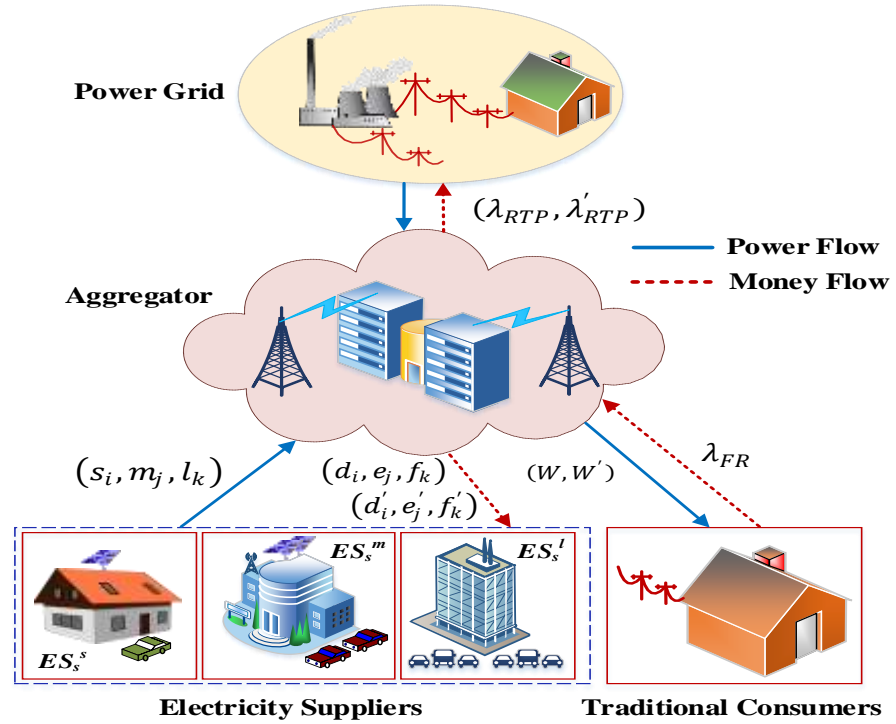 Power Grid
(λ_RTP, λ'_RTP)
Power Flow
Money Flow
Aggregator
(s_i, m_j, l_k)
(d_i, e_j, f_k)
(d'_i, e'_j, f'_k)
(W, W')
λ_FR
ES_s^s
ES_s^m
ES_s^l
Electricity Suppliers
Traditional Consumers